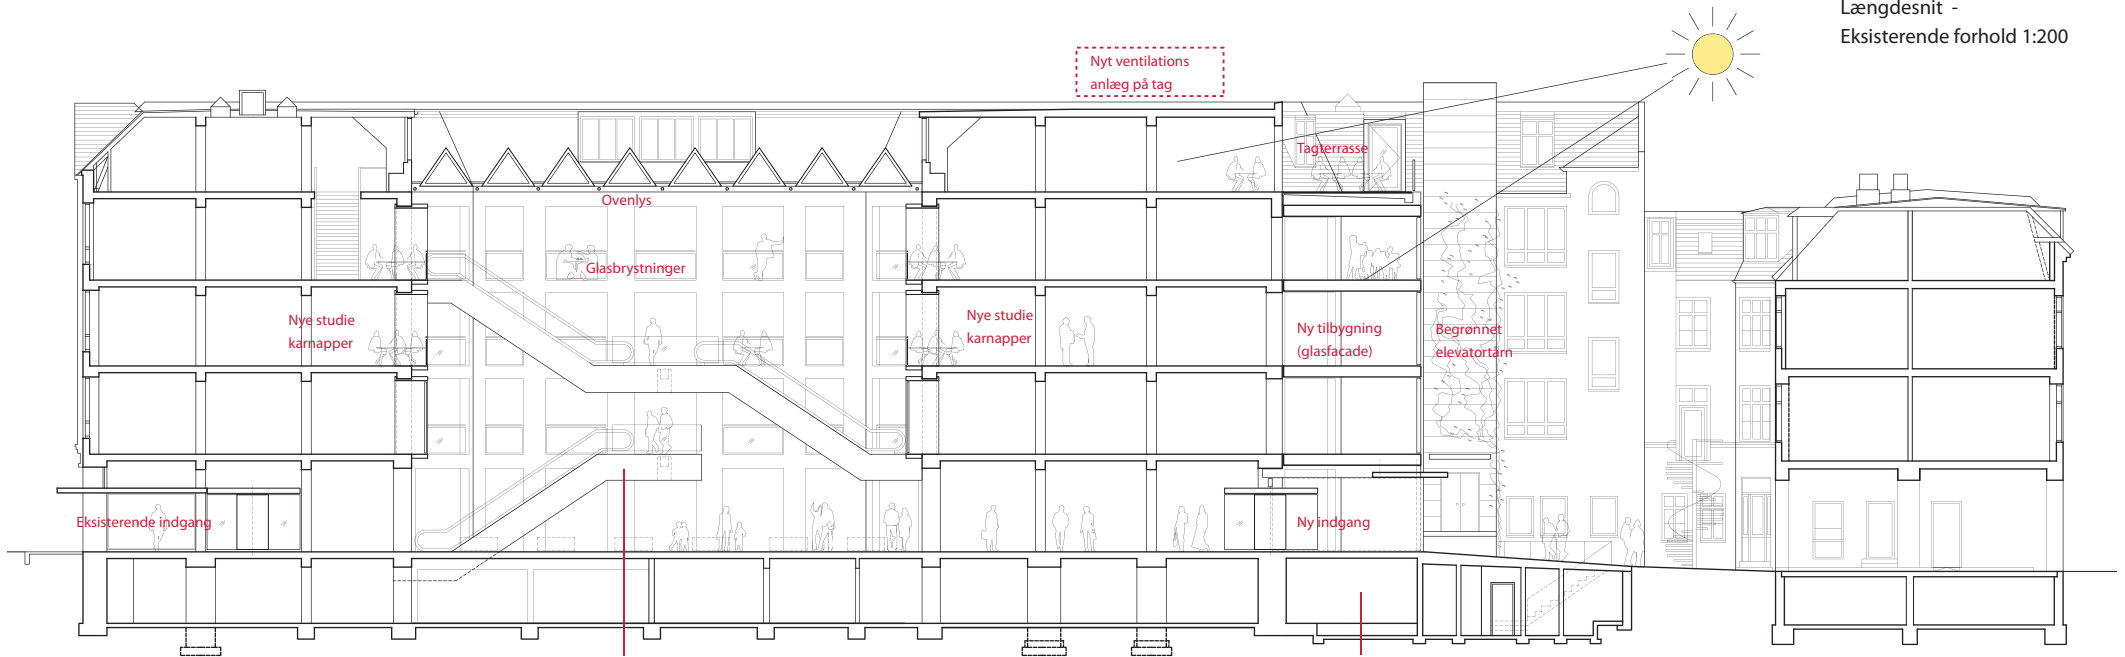 Længdesnit -
Eksisterende forhold 1:200
Nyt ventilations
anlæg på tag
Tagterrasse
Ovenlys
Glasbrystninger
Nye studie
karnapper
Nye studie
karnapper
Ny tilbygning
(glasfacade)
Begrønnet
elevatortårn
Eksisterende indgang
Ny indgang